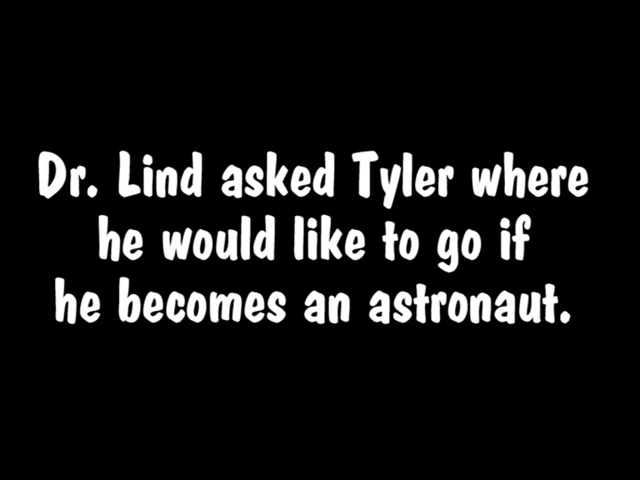 Dr. Lind asked Tyler where
he would like to go if
he becomes an astronaut.